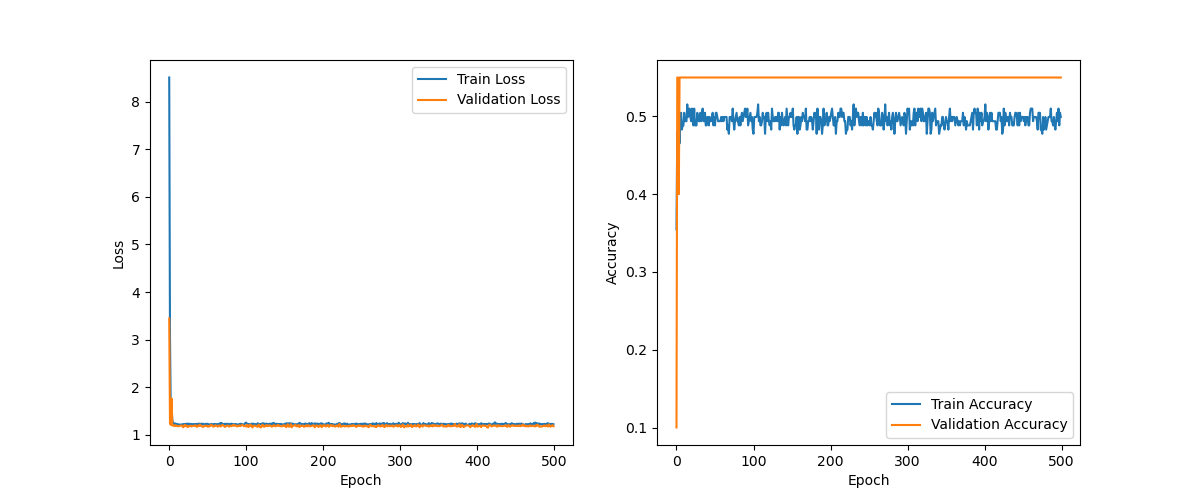 Train Loss
Validation Loss
8
7
6
5
4
3
2
1
Loss
0 100 200 300 400 500
Epoch
0.5
0.4
0.3
0.2
0.1
Accuracy
Train Accuracy
Validation Accuracy
0 100 200 300 400 500
Epoch